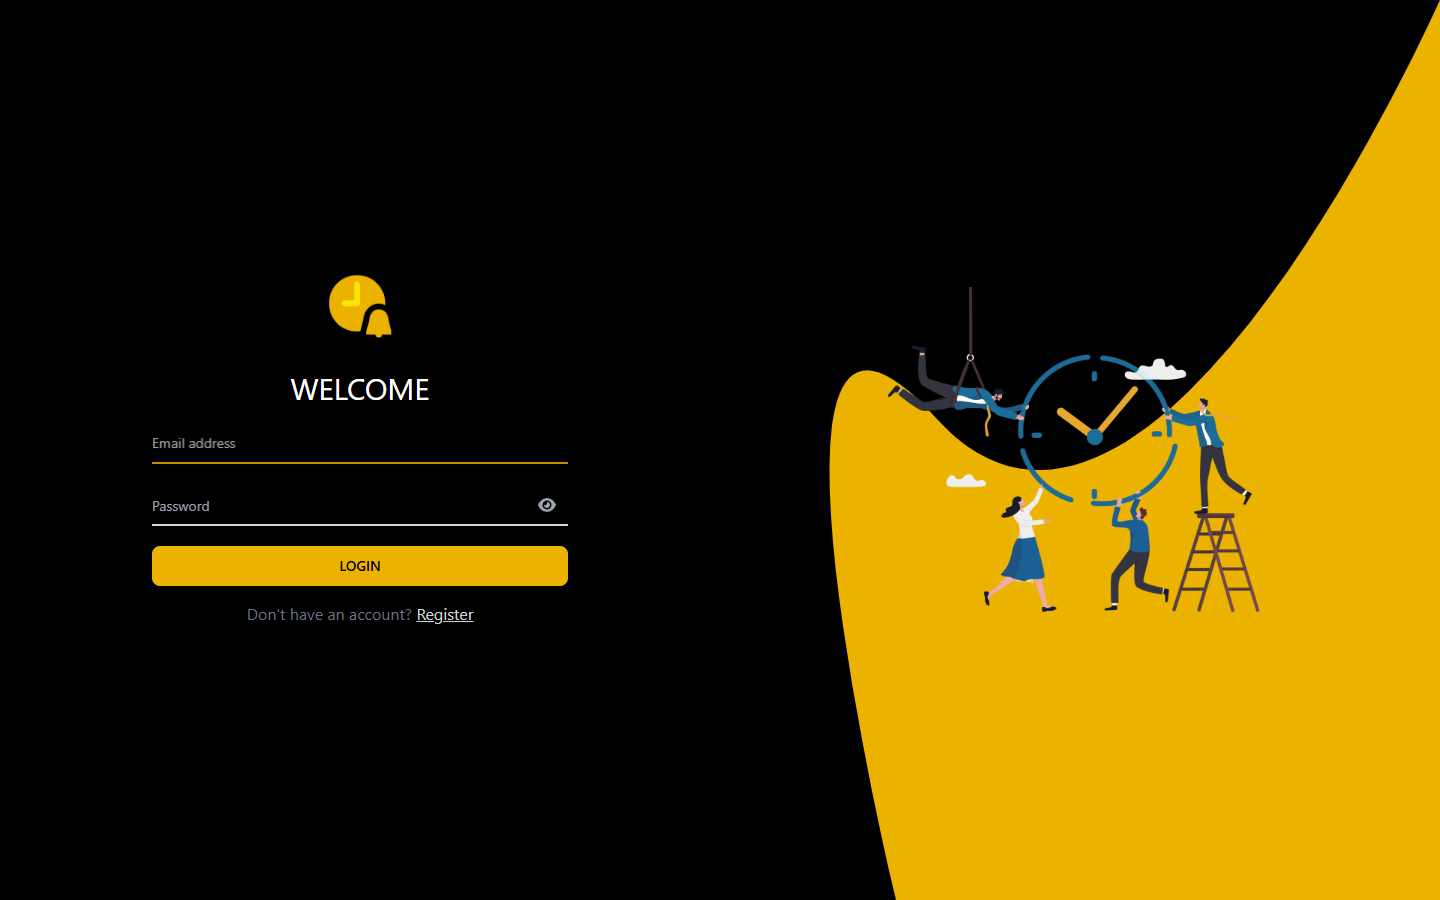 WELCOME
Email address
Password
LOGIN
Don't have an account? Register